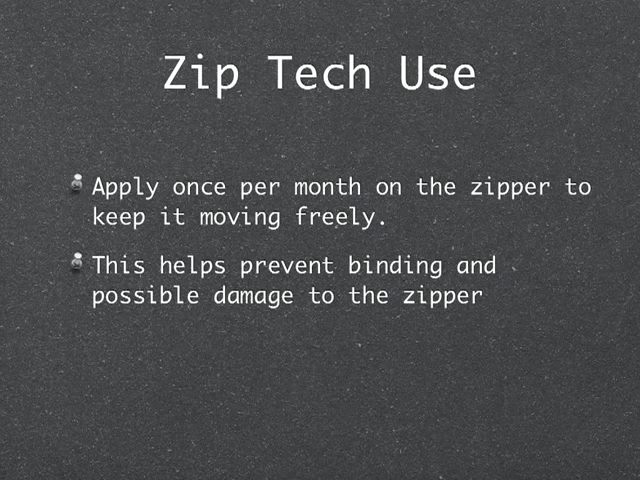 Zip Tech Use
Apply once per month on the zipper to
keep it moving freely.
This helps prevent binding and
possible damage to the zipper